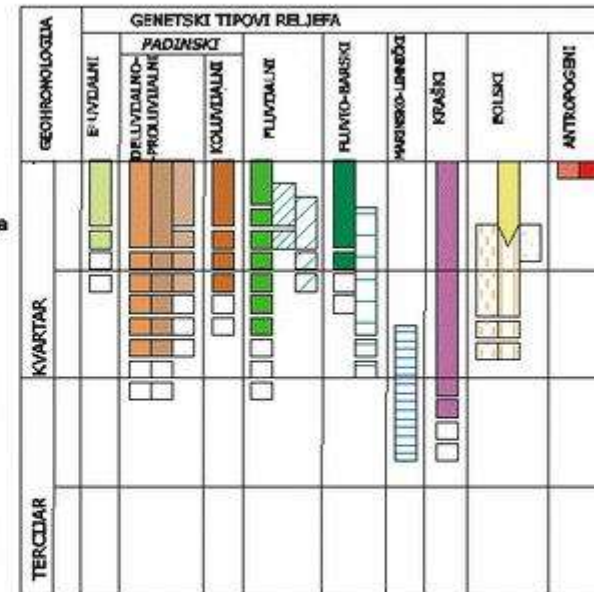 GENETSKI TIPOVI RELJEFA
PADINSKI
GEOHRONOLOGIJA
ELUVIJALNI
DELUVIJALNO-
-PROLUVIJALNI
KOLUVIJALNI
FLUVIJALNI
FLUVIO-BARSKI
MARINSKO-LIMNIČKI
KRAŠKI
EOLSKI
ANTROPOGENI
KVARTAR
TERCIJAR